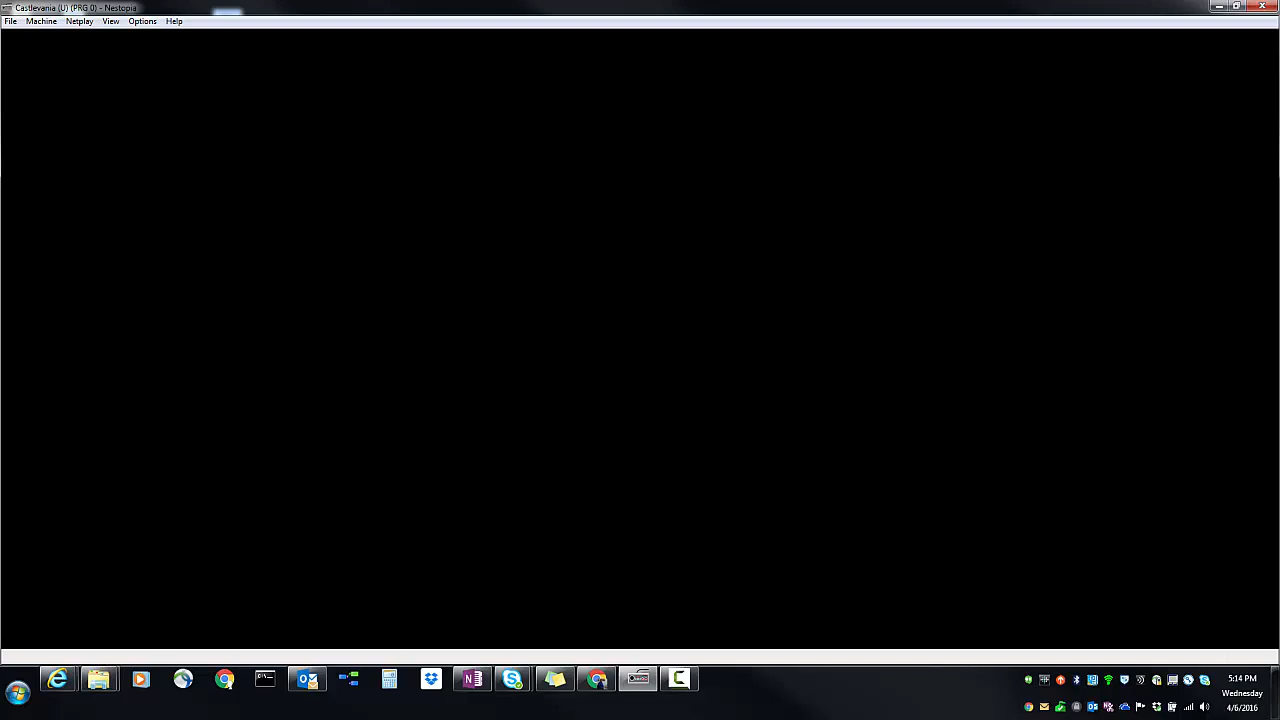 Castlevania (U) (PRG 0) - Nestopia
File Machine Netplay View Options Help
5:14 PM
Wednesday
4/6/2016